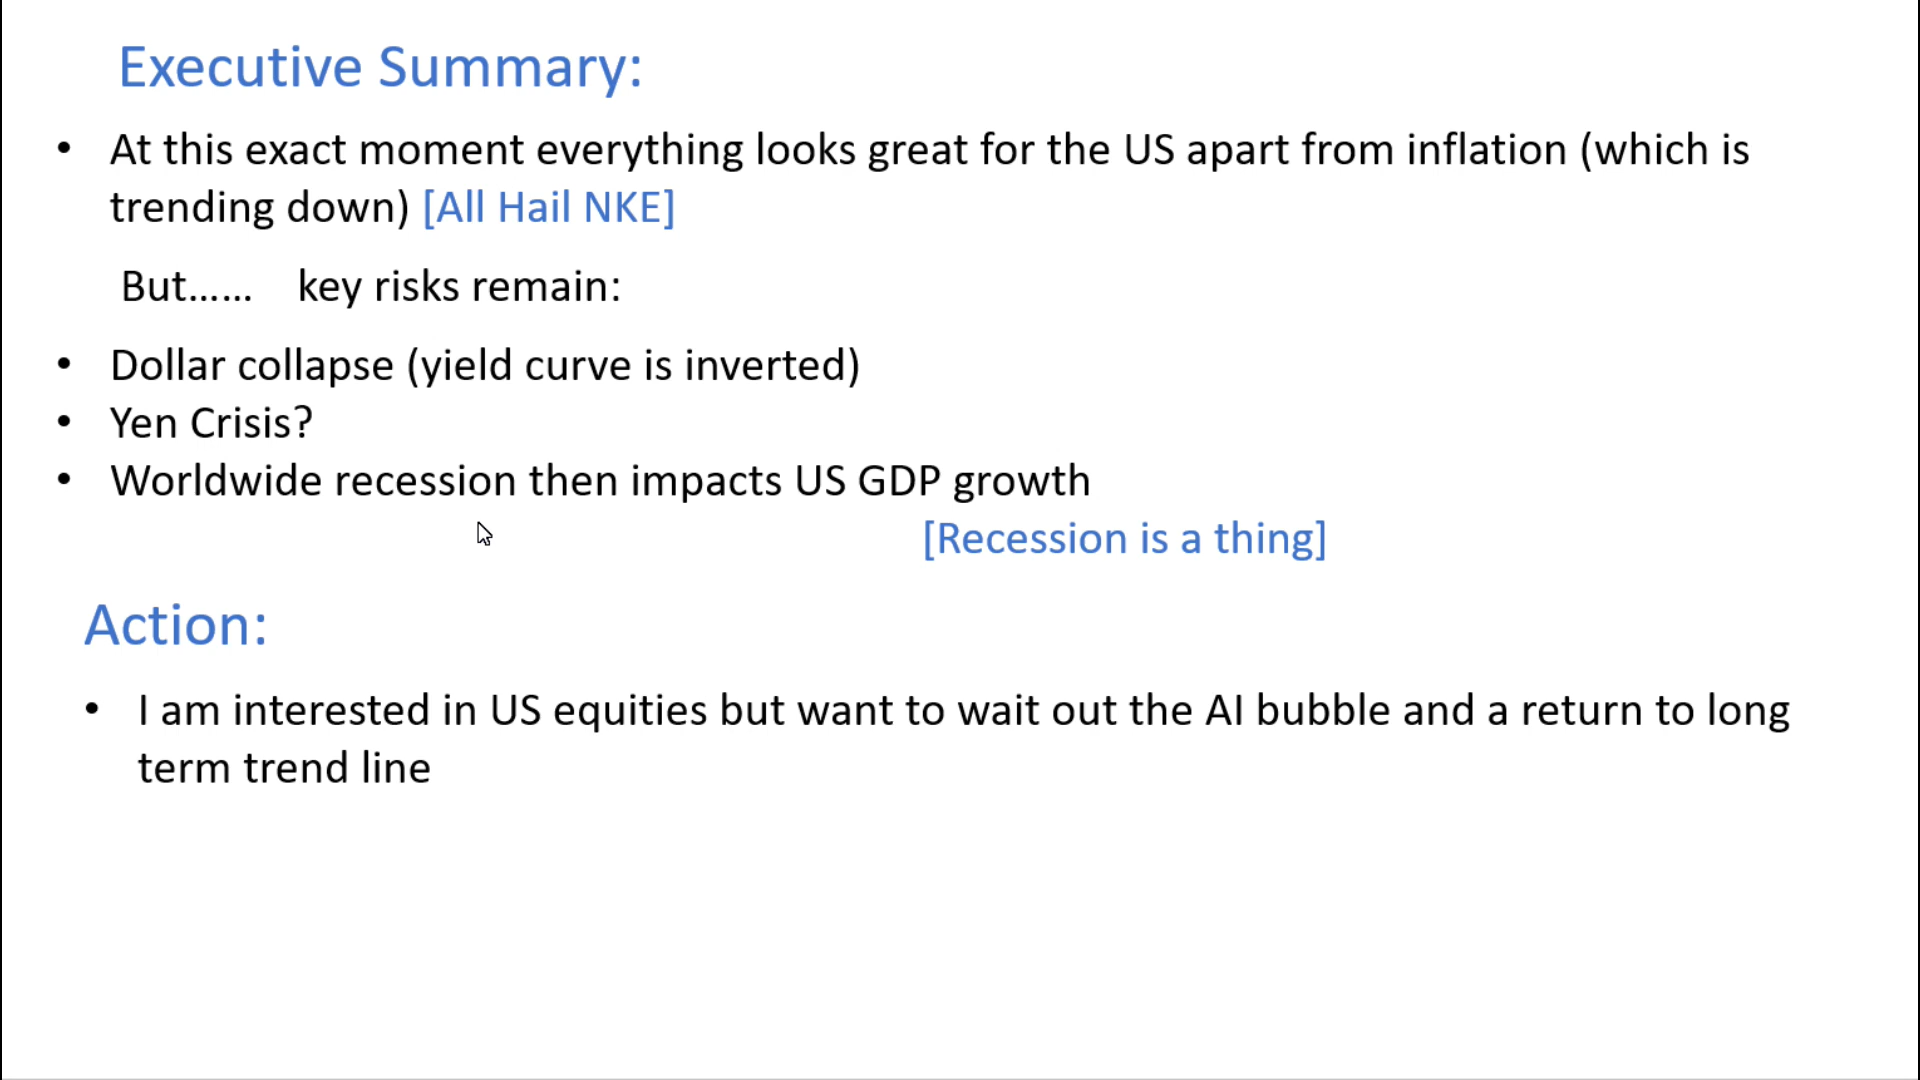 Executive Summary:
• At this exact moment everything looks great for the US apart from inflation (which is
trending down) [All Hail NKE]
But...... key risks remain:
• Dollar collapse (yield curve is inverted)
• Yen Crisis?
• Worldwide recession then impacts US GDP growth
[Recession is a thing]
Action:
• I am interested in US equities but want to wait out the AI bubble and a return to long
term trend line